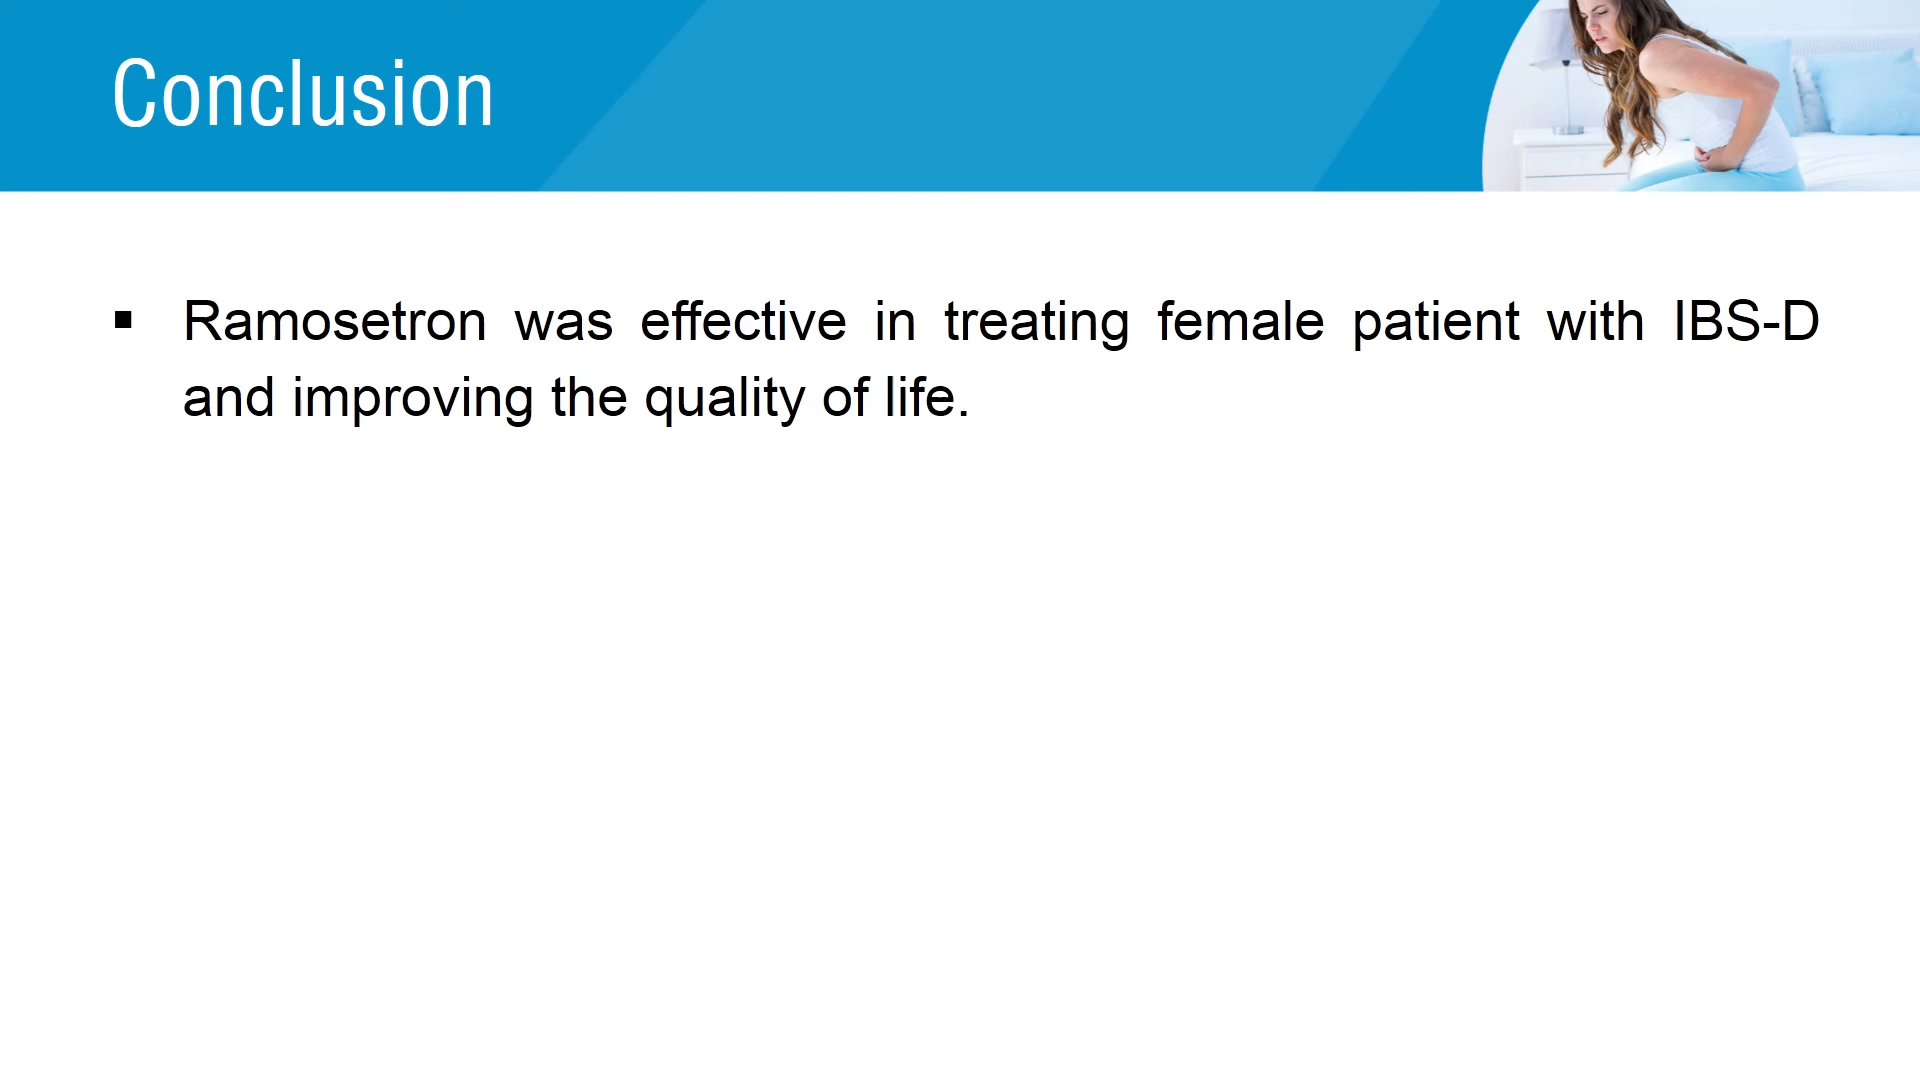 Conclusion
▪ Ramosetron was effective in treating female patient with IBS-D
and improving the quality of life.